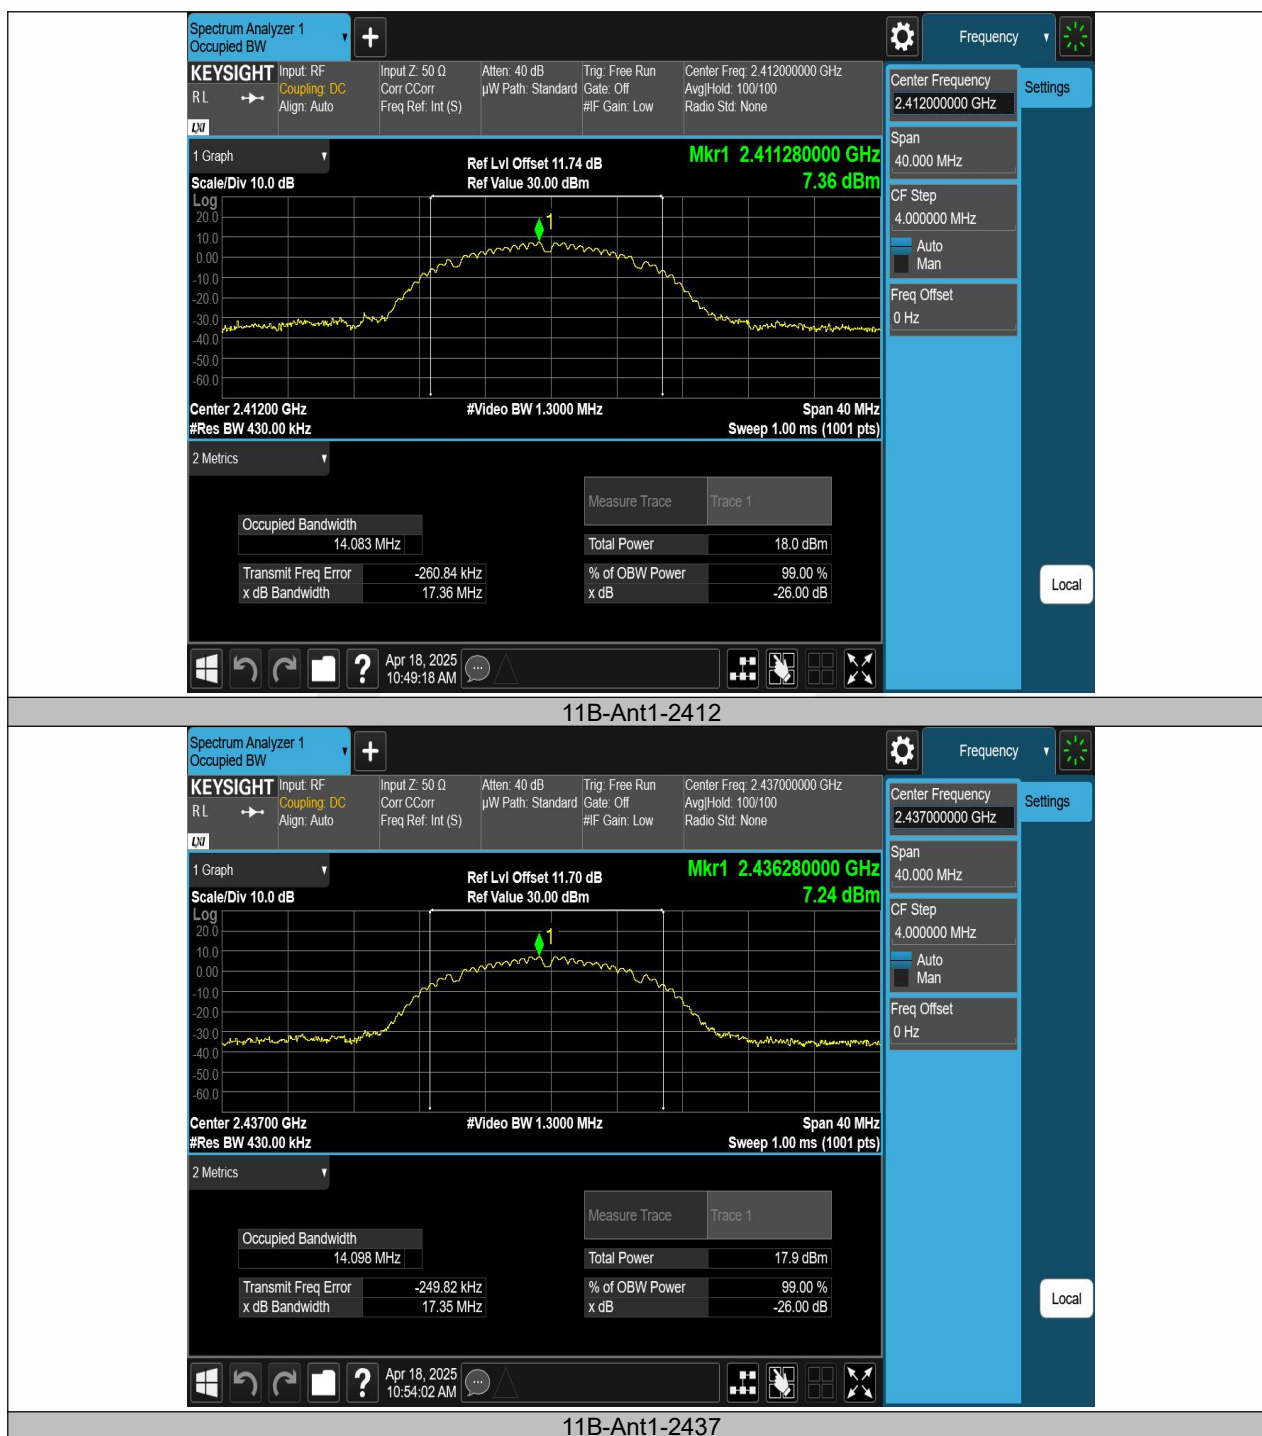 Spectrum Analyzer 1
Occupied BW
Frequency
KEYSIGHT
R L
LXI
Input: RF
Coupling: DC
Align: Auto
Input Z: 50 Ω
Corr CCorr
Freq Ref: Int (S)
Atten: 40 dB
µW Path: Standard
Trig: Free Run
Gate: Off
#IF Gain: Low
Center Freq: 2.412000000 GHz
Avg|Hold: 100/100
Radio Std: None
Center Frequency
2.412000000 GHz
Settings
Span
40.000 MHz
CF Step
4.000000 MHz
Auto
Man
Freq Offset
0 Hz
Local
1 Graph
Scale/Div 10.0 dB
Ref Lvl Offset 11.74 dB
Ref Value 30.00 dBm
Mkr1 2.411280000 GHz
7.36 dBm
Log
20.0
10.0
0.00
-10.0
-20.0
-30.0
-40.0
-50.0
-60.0
1
Center 2.41200 GHz
#Video BW 1.3000 MHz
Span 40 MHz
#Res BW 430.00 kHz
Sweep 1.00 ms (1001 pts)
2 Metrics
Measure Trace Trace 1
Occupied Bandwidth
14.083 MHz
Total Power 18.0 dBm
Transmit Freq Error -260.84 kHz
% of OBW Power 99.00 %
x dB Bandwidth 17.36 MHz
x dB -26.00 dB
?
Apr 18, 2025
10:49:18 AM
11B-Ant1-2412
Spectrum Analyzer 1
Occupied BW
Frequency
KEYSIGHT
R L
LXI
Input: RF
Coupling: DC
Align: Auto
Input Z: 50 Ω
Corr CCorr
Freq Ref: Int (S)
Atten: 40 dB
µW Path: Standard
Trig: Free Run
Gate: Off
#IF Gain: Low
Center Freq: 2.437000000 GHz
Avg|Hold: 100/100
Radio Std: None
Center Frequency
2.437000000 GHz
Settings
Span
40.000 MHz
CF Step
4.000000 MHz
Auto
Man
Freq Offset
0 Hz
Local
1 Graph
Scale/Div 10.0 dB
Ref Lvl Offset 11.70 dB
Ref Value 30.00 dBm
Mkr1 2.436280000 GHz
7.24 dBm
Log
20.0
10.0
0.00
-10.0
-20.0
-30.0
-40.0
-50.0
-60.0
1
Center 2.43700 GHz
#Video BW 1.3000 MHz
Span 40 MHz
#Res BW 430.00 kHz
Sweep 1.00 ms (1001 pts)
2 Metrics
Measure Trace Trace 1
Occupied Bandwidth
14.098 MHz
Total Power 17.9 dBm
Transmit Freq Error -249.82 kHz
% of OBW Power 99.00 %
x dB Bandwidth 17.35 MHz
x dB -26.00 dB
?
Apr 18, 2025
10:54:02 AM
11B-Ant1-2437